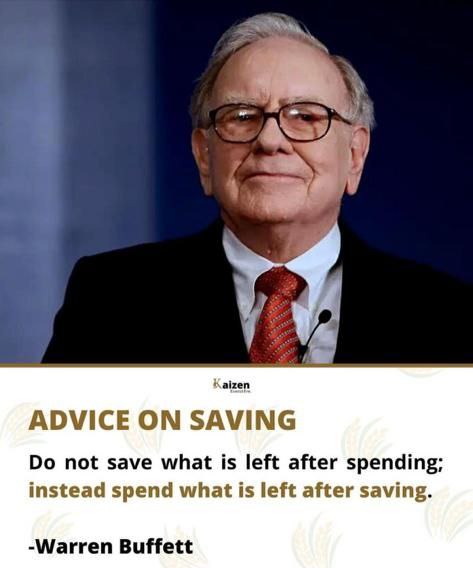 Kaizen
Executive
ADVICE ON SAVING
Do not save what is left after spending;
instead spend what is left after saving.
-Warren Buffett